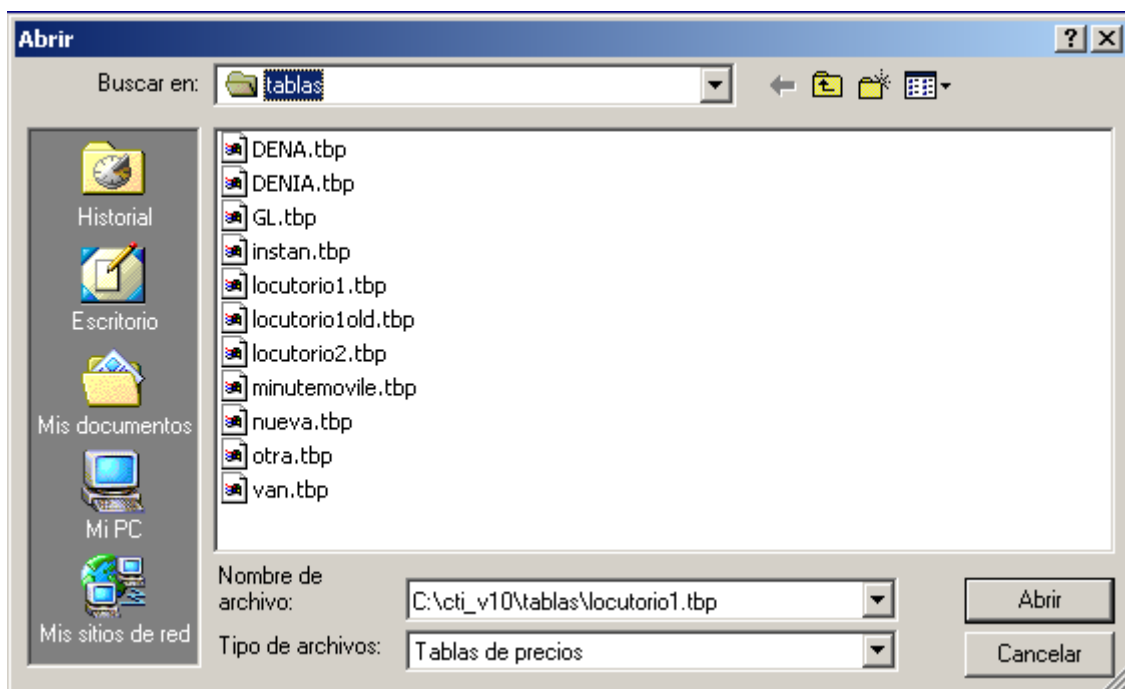 Abrir
Buscar en: tablas
Historial
Escritorio
Mis documentos
Mi PC
Mis sitios de red
DENA.tbp
DENIA.tbp
GL.tbp
instan.tbp
locutorio1.tbp
locutorio1old.tbp
locutorio2.tbp
minutemovile.tbp
nueva.tbp
otra.tbp
van.tbp
Nombre de
archivo: C:\cti_v10\tablas\locutorio1.tbp Abrir
Tipo de archivos: Tablas de precios Cancelar